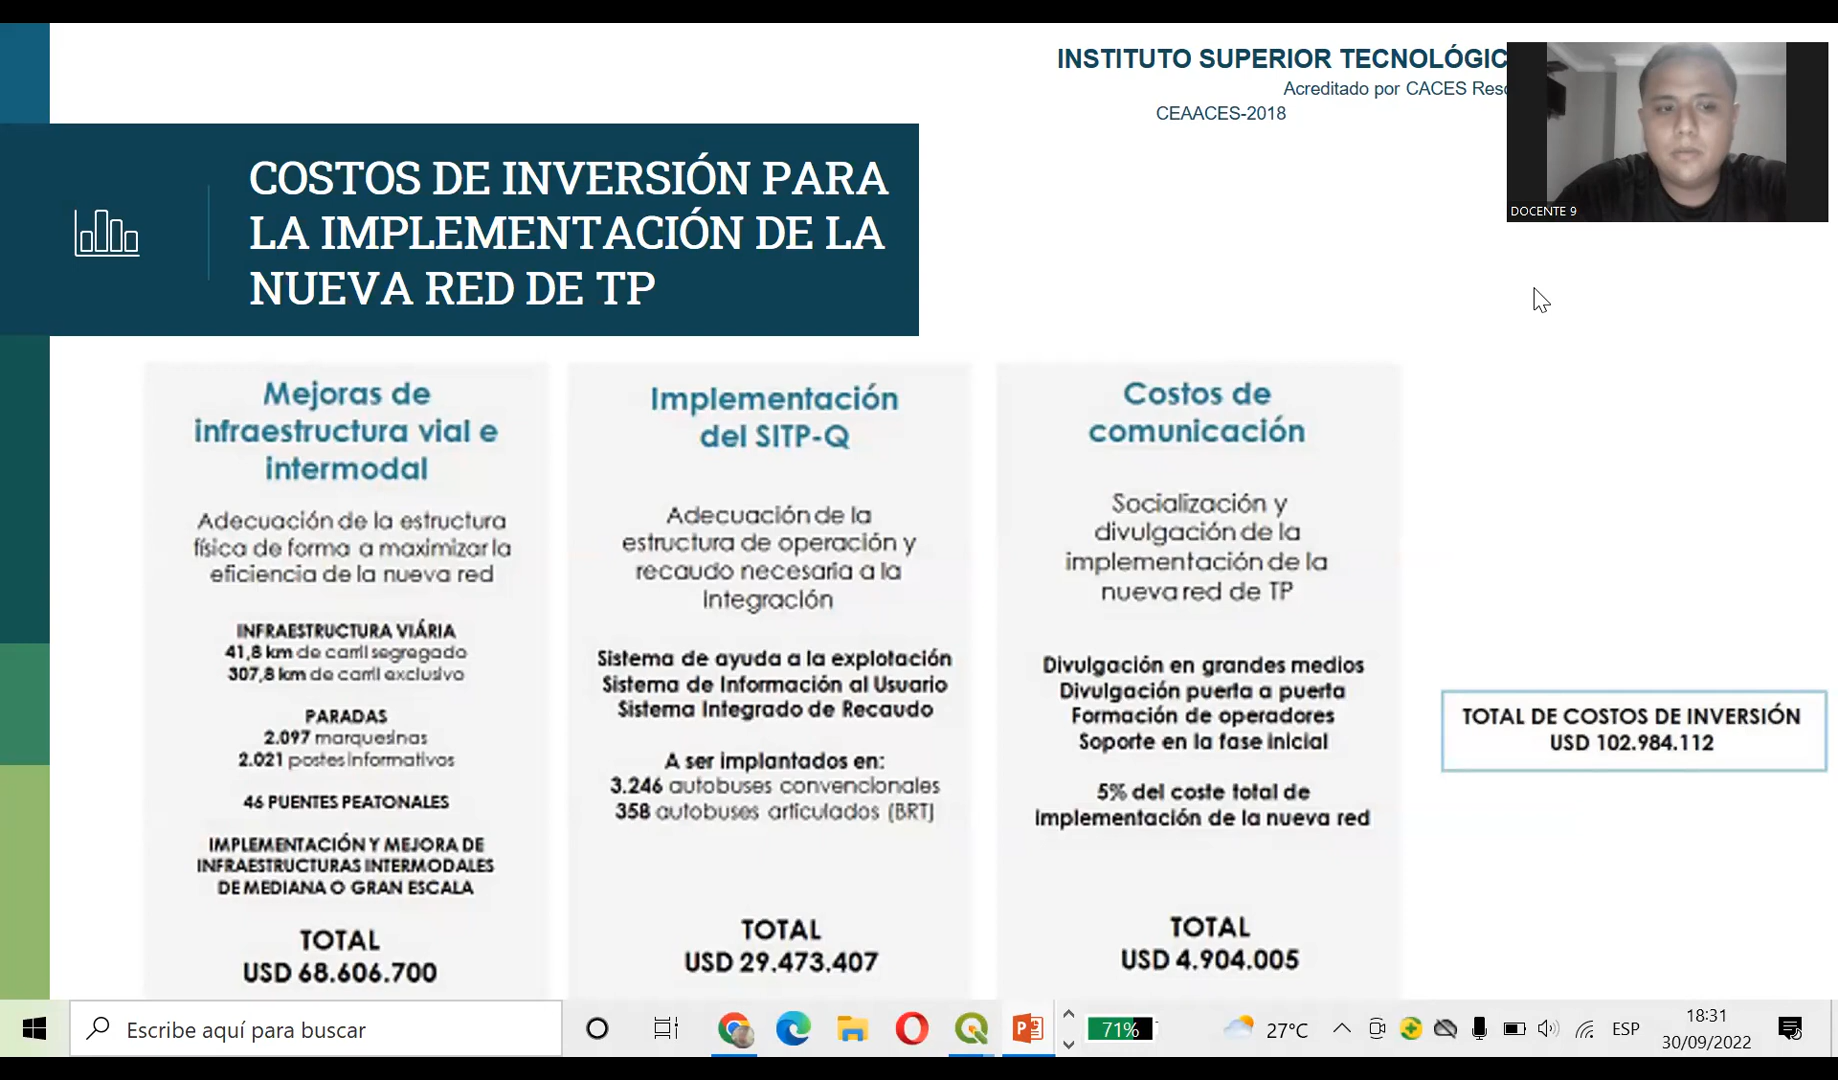 INSTITUTO SUPERIOR TECNOLÓGIC
Acreditado por CACES
CEAACES-2018
DOCENTE 9
COSTOS DE INVERSIÓN PARA
LA IMPLEMENTACIÓN DE LA
NUEVA RED DE TP
Mejoras de
infraestructura vial e
intermodal
Adecuación de la estructura
física de forma a maximizar la
eficiencia de la nueva red
INFRAESTRUCTURA VIÁRIA
41,8 km de carril segregado
307,8 km de carril exclusivo
PARADAS
2.097 marquesinas
2.021 postes informativos
46 PUENTES PEATONALES
IMPLEMENTACIÓN Y MEJORA DE
INFRAESTRUCTURAS INTERMODALES
DE MEDIANA O GRAN ESCALA
TOTAL
USD 68.606.700
Implementación
del SITP-Q
Adecuación de la
estructura de operación y
recaudo necesaria a la
Integración
Sistema de ayuda a la explotación
Sistema de Información al Usuario
Sistema Integrado de Recaudo
A ser implantados en:
3.246 autobuses convencionales
358 autobuses articulados (BRT)
TOTAL
USD 29.473.407
Costos de
comunicación
Socialización y
divulgación de la
implementación de la
nueva red de TP
Divulgación en grandes medios
Divulgación puerta a puerta
Formación de operadores
Soporte en la fase inicial
5% del coste total de
implementación de la nueva red
TOTAL
USD 4.904.005
TOTAL DE COSTOS DE INVERSIÓN
USD 102.984.112
Escribe aquí para buscar
71%
27°C
ESP
18:31
30/09/2022